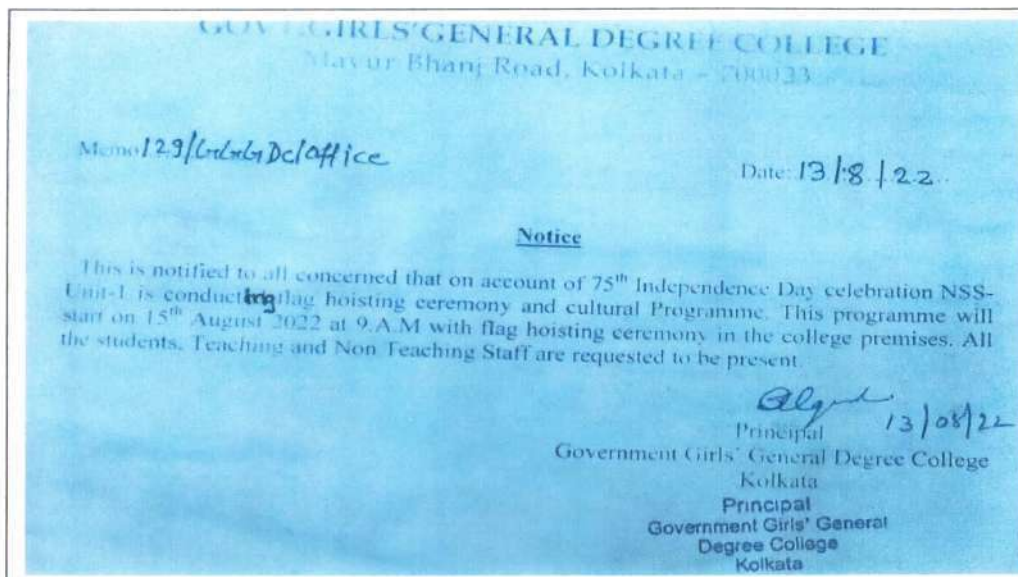 GOVT. GIRLS' GENERAL DEGREE COLLEGE
Mayur Bhanj Road, Kolkata - 700023
Memo 129/GGGDC/Office
Date: 13/8/22
Notice
This is notified to all concerned that on account of 75th Independence Day celebration NSS-
Unit-I is conducting flag hoisting ceremony and cultural Programme. This programme will
start on 15th August 2022 at 9.A.M with flag hoisting ceremony in the college premises. All
the students, Teaching and Non Teaching Staff are requested to be present.
13/08/22
Principal
Government Girls' General Degree College
Kolkata
Principal
Government Girls' General
Degree College
Kolkata